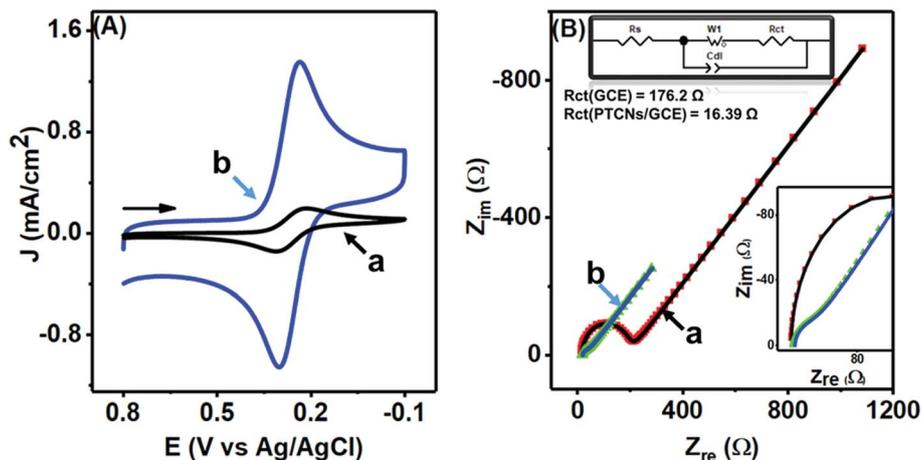 (A)
1.6
0.8
0.0
-0.8
J (mA/cm²)
b
a
0.8
0.5
0.2
-0.1
E (V vs Ag/AgCl)
(B)
Rs
W1
Rct
Cdl
Rct(GCE) = 176.2 Ω
Rct(PTCNs/GCE) = 16.39 Ω
-800
-400
0
Zim (Ω)
b
a
-80
-40
0
Zim (Ω)
80
Zre (Ω)
0
400
800
1200
Zre (Ω)